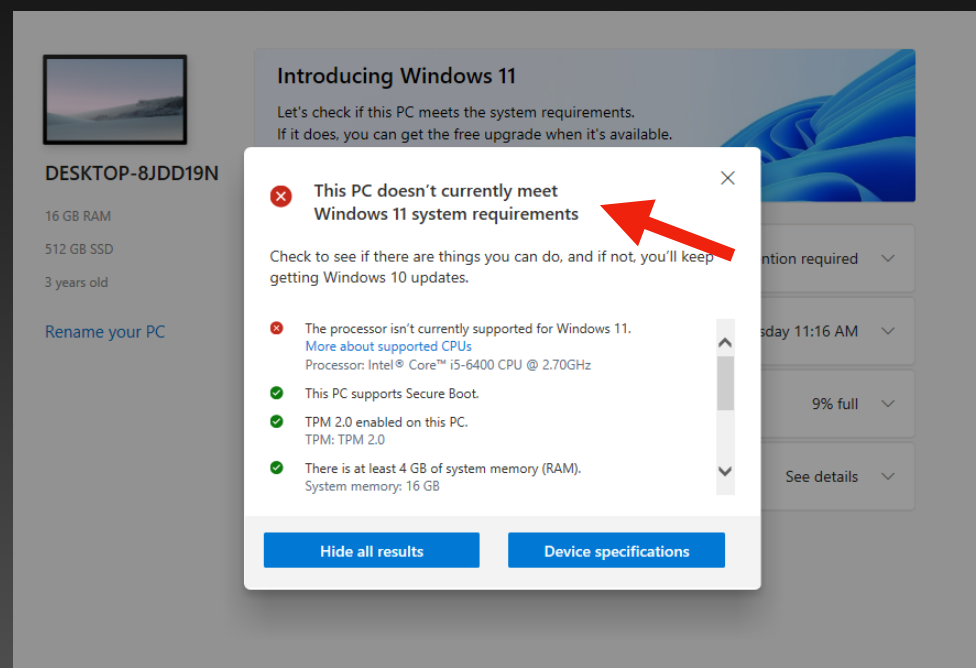 Introducing Windows 11
Let's check if this PC meets the system requirements.
If it does, you can get the free upgrade when it's available.
DESKTOP-8JDD19N
16 GB RAM
512 GB SSD
3 years old
Rename your PC
This PC doesn't currently meet
Windows 11 system requirements
Check to see if there are things you can do, and if not, you'll keep
getting Windows 10 updates.
The processor isn't currently supported for Windows 11.
More about supported CPUs
Processor: Intel® Core™ i5-6400 CPU @ 2.70GHz
This PC supports Secure Boot.
TPM 2.0 enabled on this PC.
TPM: TPM 2.0
There is at least 4 GB of system memory (RAM).
System memory: 16 GB
Hide all results
Device specifications
required
11:16 AM
9% full
See details